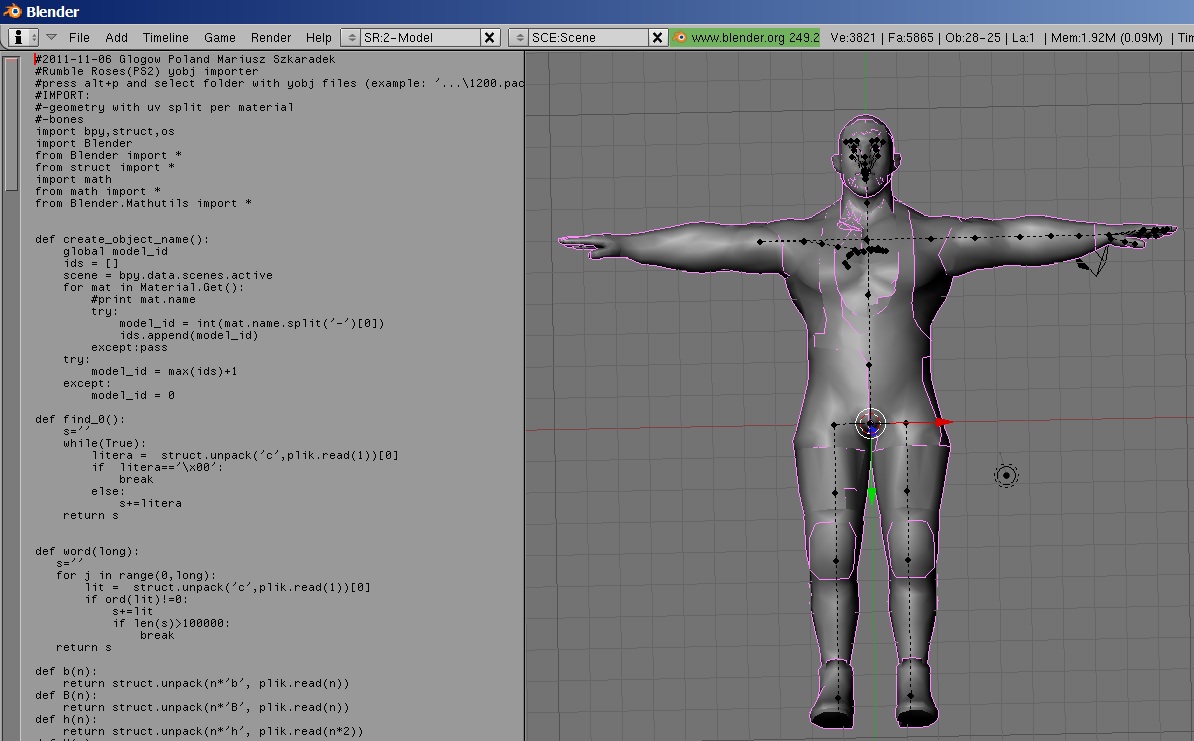 Blender
File Add Timeline Game Render Help SR:2-Model SCE:Scene www.blender.org 249.2 Ve:3821 | Fa:5865 | Ob:28-25 | La:1 | Mem:1.92M (0.09M) | Tim
#2011-11-06 Glogow Poland Mariusz Szkaradek
#Rumble Roses(PS2) yobj importer
#press alt+p and select folder with yobj files (example: '...\1200.pac
#IMPORT:
#-geometry with uv split per material
#-bones
import bpy,struct,os
import Blender
from Blender import *
from struct import *
import math
from math import *
from Blender.Mathutils import *
def create_object_name():
    global model_id
    ids = []
    scene = bpy.data.scenes.active
    for mat in Material.Get():
        #print mat.name
        try:
            model_id = int(mat.name.split('-')[0])
            ids.append(model_id)
        except:pass
    try:
        model_id = max(ids)+1
    except:
        model_id = 0
def find_0():
    s=''
    while(True):
        litera =  struct.unpack('c',plik.read(1))[0]
        if  litera=='\x00':
            break
        else:
            s+=litera
    return s
def word(long):
   s=''
   for j in range(0,long):
       lit =  struct.unpack('c',plik.read(1))[0]
       if ord(lit)!=0:
           s+=lit
           if len(s)>100000:
               break
   return s
def b(n):
    return struct.unpack(n*'b', plik.read(n))
def B(n):
    return struct.unpack(n*'B', plik.read(n))
def h(n):
    return struct.unpack(n*'h', plik.read(n*2))